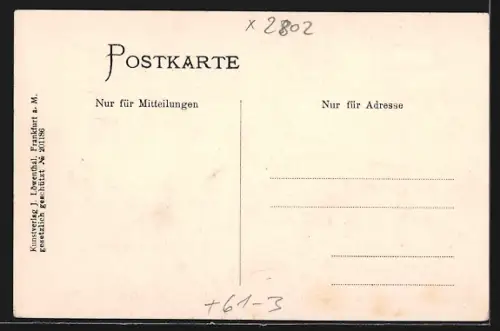 x 2802
POSTKARTE
Nur für Mitteilungen
Nur für Adresse
Kunstverlag J. Löwenthal, Frankfurt a. M.
gesetzlich geschützt № 201186
+61-3